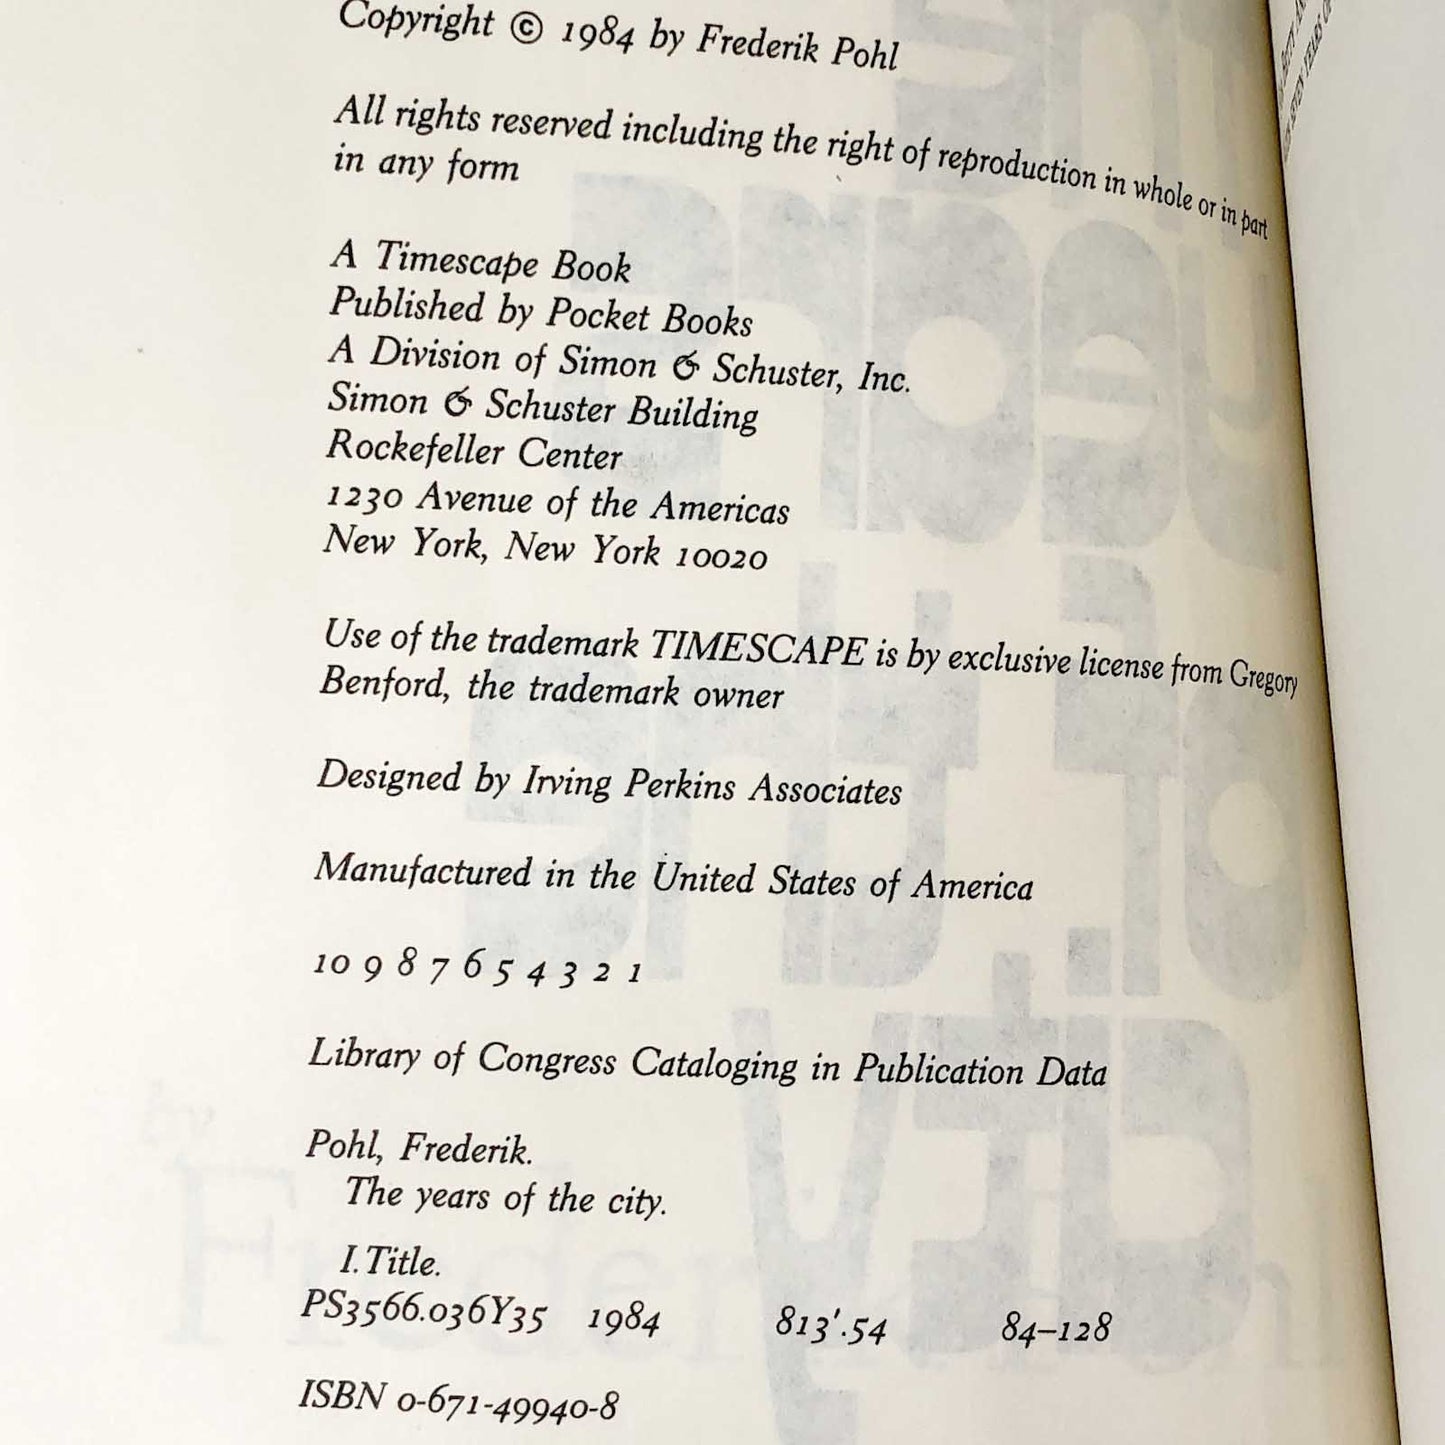 Copyright © 1984 by Frederik Pohl
All rights reserved including the right of reproduction in whole or in part
in any form
A Timescape Book
Published by Pocket Books
A Division of Simon & Schuster, Inc.
Simon & Schuster Building
Rockefeller Center
1230 Avenue of the Americas
New York, New York 10020
Use of the trademark TIMESCAPE is by exclusive license from Gregory
Benford, the trademark owner
Designed by Irving Perkins Associates
Manufactured in the United States of America
10 9 8 7 6 5 4 3 2 1
Library of Congress Cataloging in Publication Data
Pohl, Frederik.
The years of the city.
I. Title.
PS3566.036Y35 1984 813'.54 84–128
ISBN 0-671-49940-8